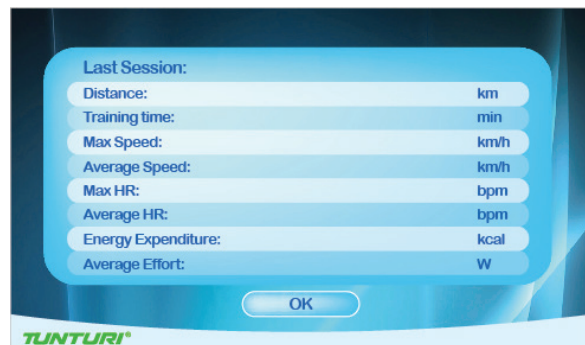 Last Session:
Distance: km
Training time: min
Max Speed: km/h
Average Speed: km/h
Max HR: bpm
Average HR: bpm
Energy Expenditure: kcal
Average Effort: W
OK
TUNTURI®